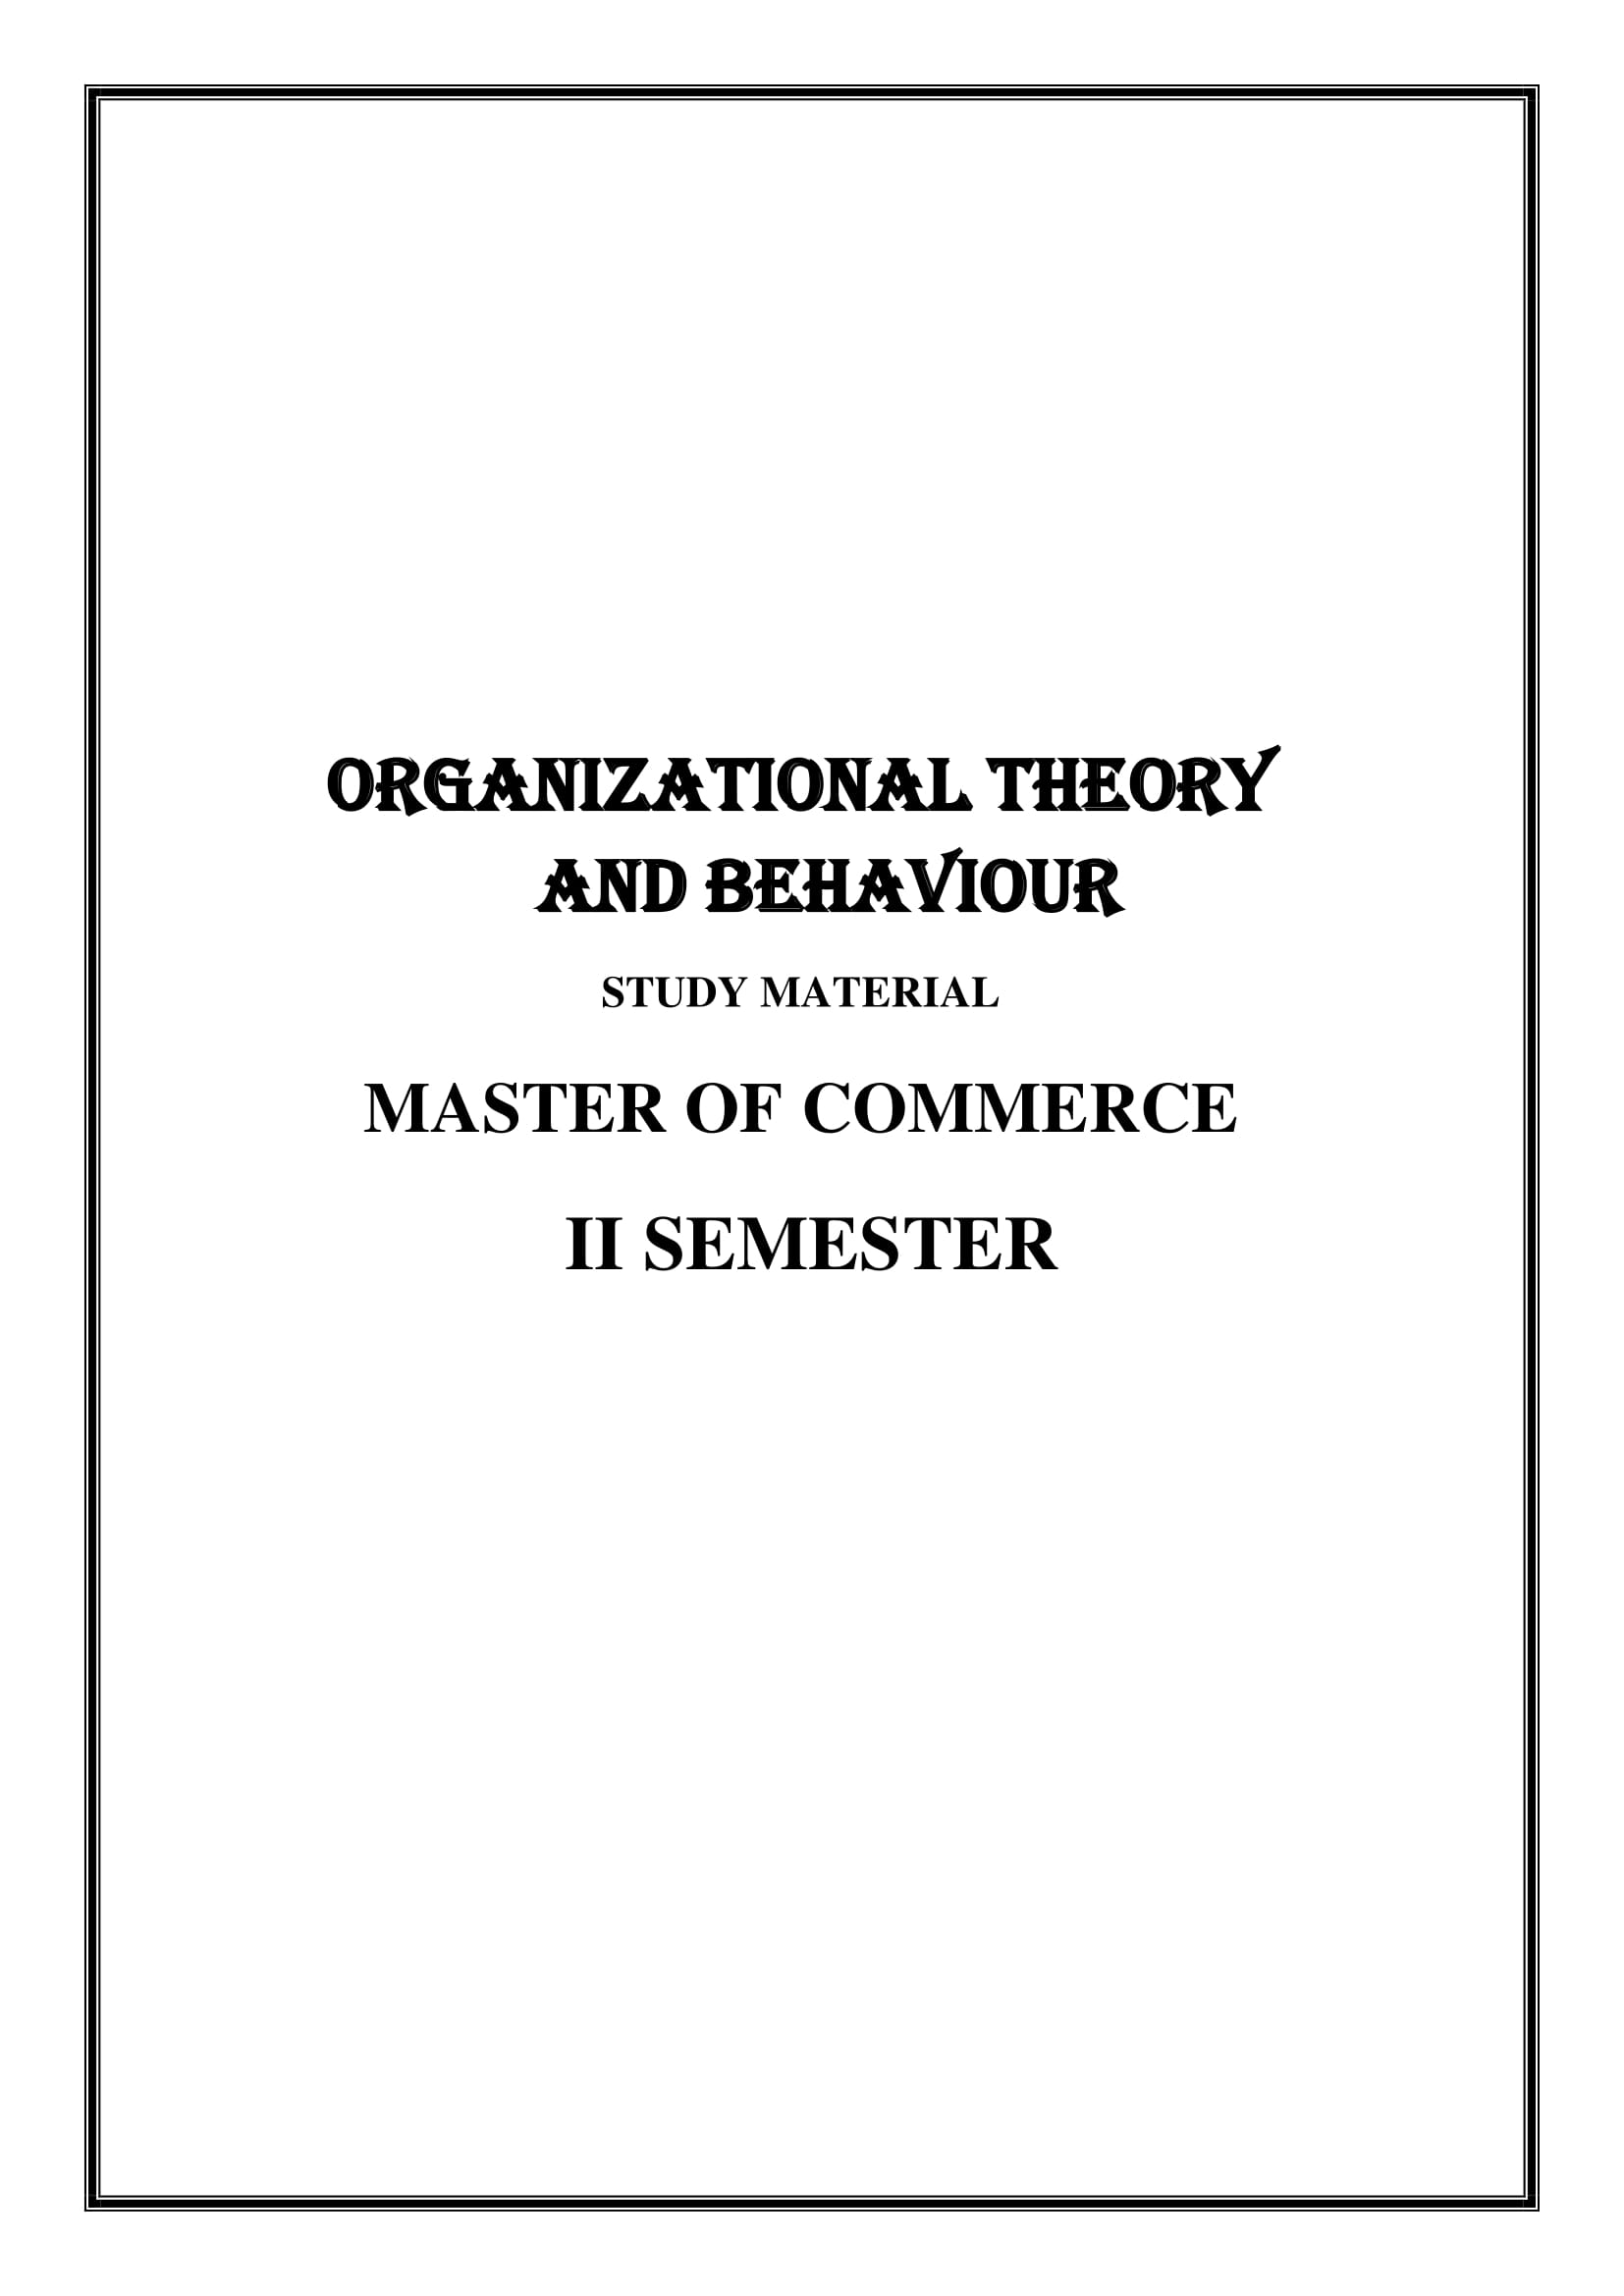 ORGANIZATIONAL THEORY
AND BEHAVIOUR
STUDY MATERIAL
MASTER OF COMMERCE
II SEMESTER